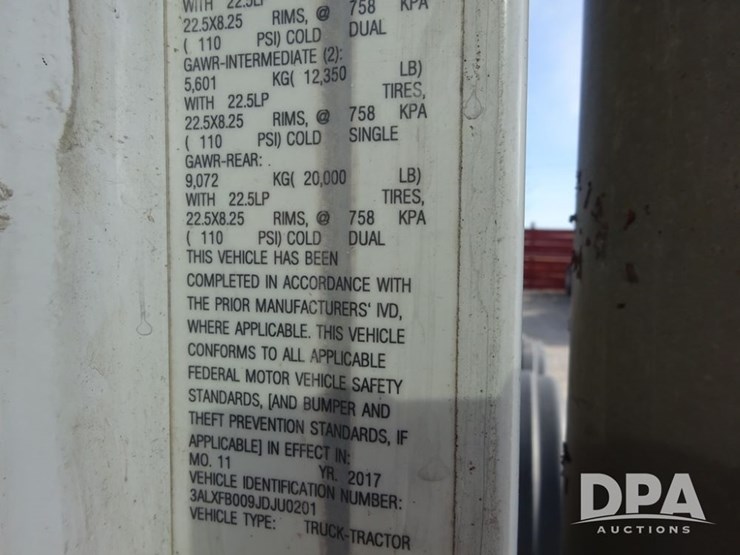 WITH 22.5LP
22.5X8.25 RIMS, @ 758 KPA
( 110 PSI) COLD DUAL
GAWR-INTERMEDIATE (2):
5,601 KG( 12,350 LB)
WITH 22.5LP TIRES,
22.5X8.25 RIMS, @ 758 KPA
( 110 PSI) COLD SINGLE
GAWR-REAR:
9,072 KG( 20,000 LB)
WITH 22.5LP TIRES,
22.5X8.25 RIMS, @ 758 KPA
( 110 PSI) COLD DUAL
THIS VEHICLE HAS BEEN
COMPLETED IN ACCORDANCE WITH
THE PRIOR MANUFACTURERS' IVD,
WHERE APPLICABLE. THIS VEHICLE
CONFORMS TO ALL APPLICABLE
FEDERAL MOTOR VEHICLE SAFETY
STANDARDS, [AND BUMPER AND
THEFT PREVENTION STANDARDS, IF
APPLICABLE] IN EFFECT IN:
MO. 11 YR. 2017
VEHICLE IDENTIFICATION NUMBER:
3ALXFB009JDJU0201
VEHICLE TYPE: TRUCK-TRACTOR
DPA
AUCTIONS